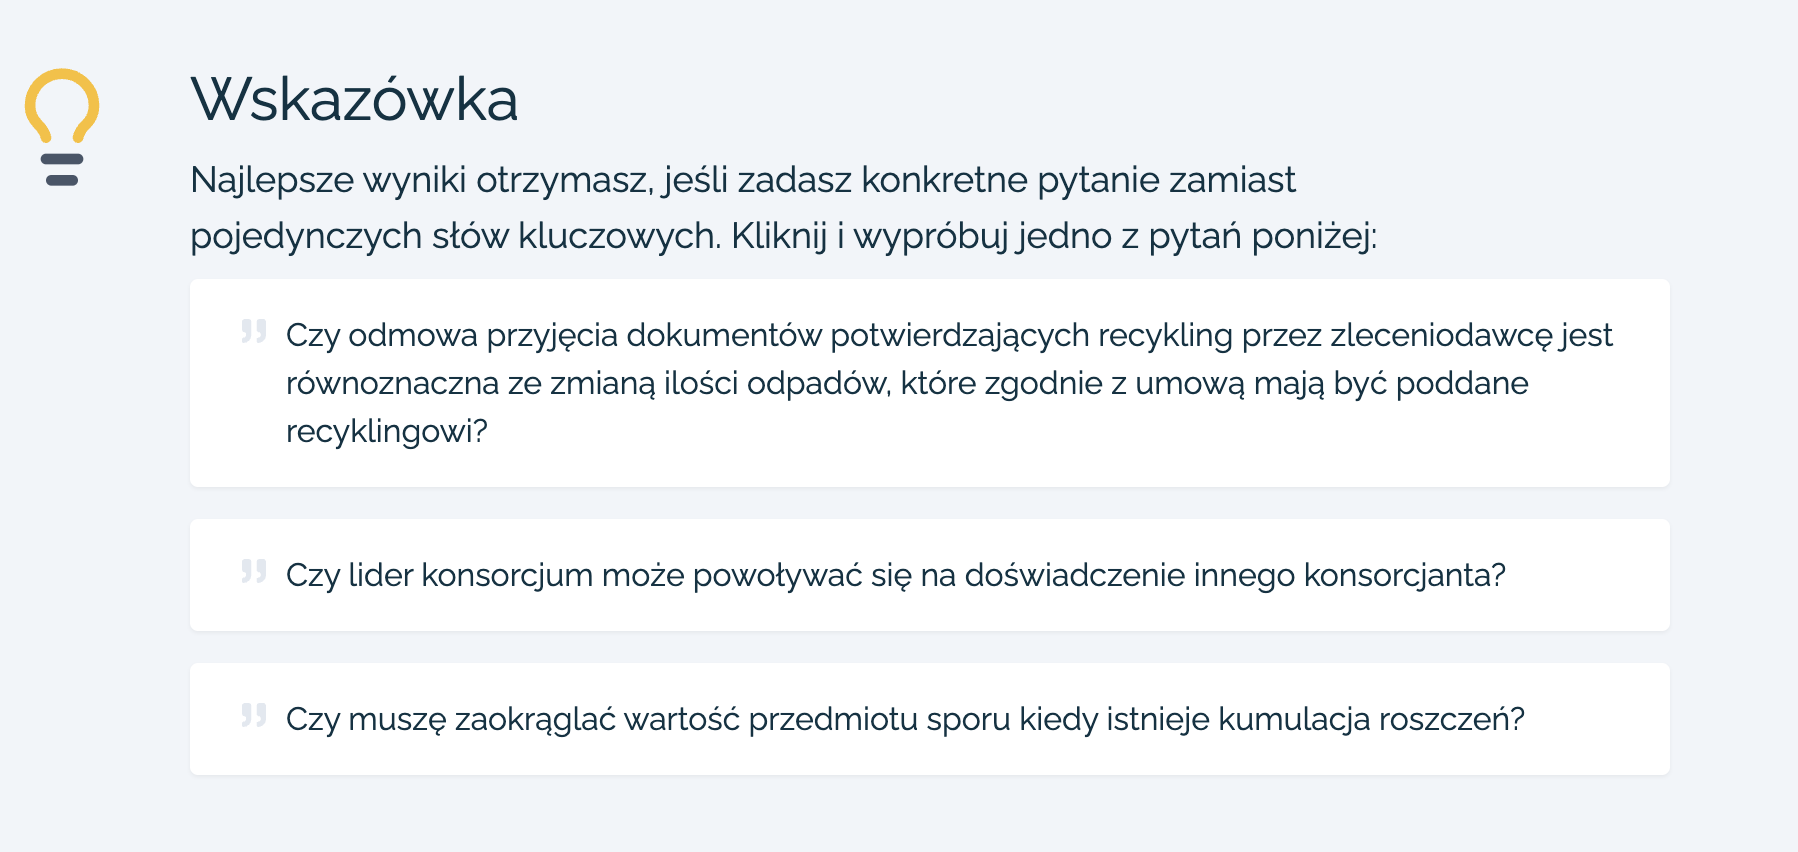 Wskazówka
Najlepsze wyniki otrzymasz, jeśli zadasz konkretne pytanie zamiast
pojedynczych słów kluczowych. Kliknij i wypróbuj jedno z pytań poniżej:
” Czy odmowa przyjęcia dokumentów potwierdzających recykling przez zleceniodawcę jest
równoznaczna ze zmianą ilości odpadów, które zgodnie z umową mają być poddane
recyklingowi?
” Czy lider konsorcjum może powoływać się na doświadczenie innego konsorcjanta?
” Czy muszę zaokrąglać wartość przedmiotu sporu kiedy istnieje kumulacja roszczeń?